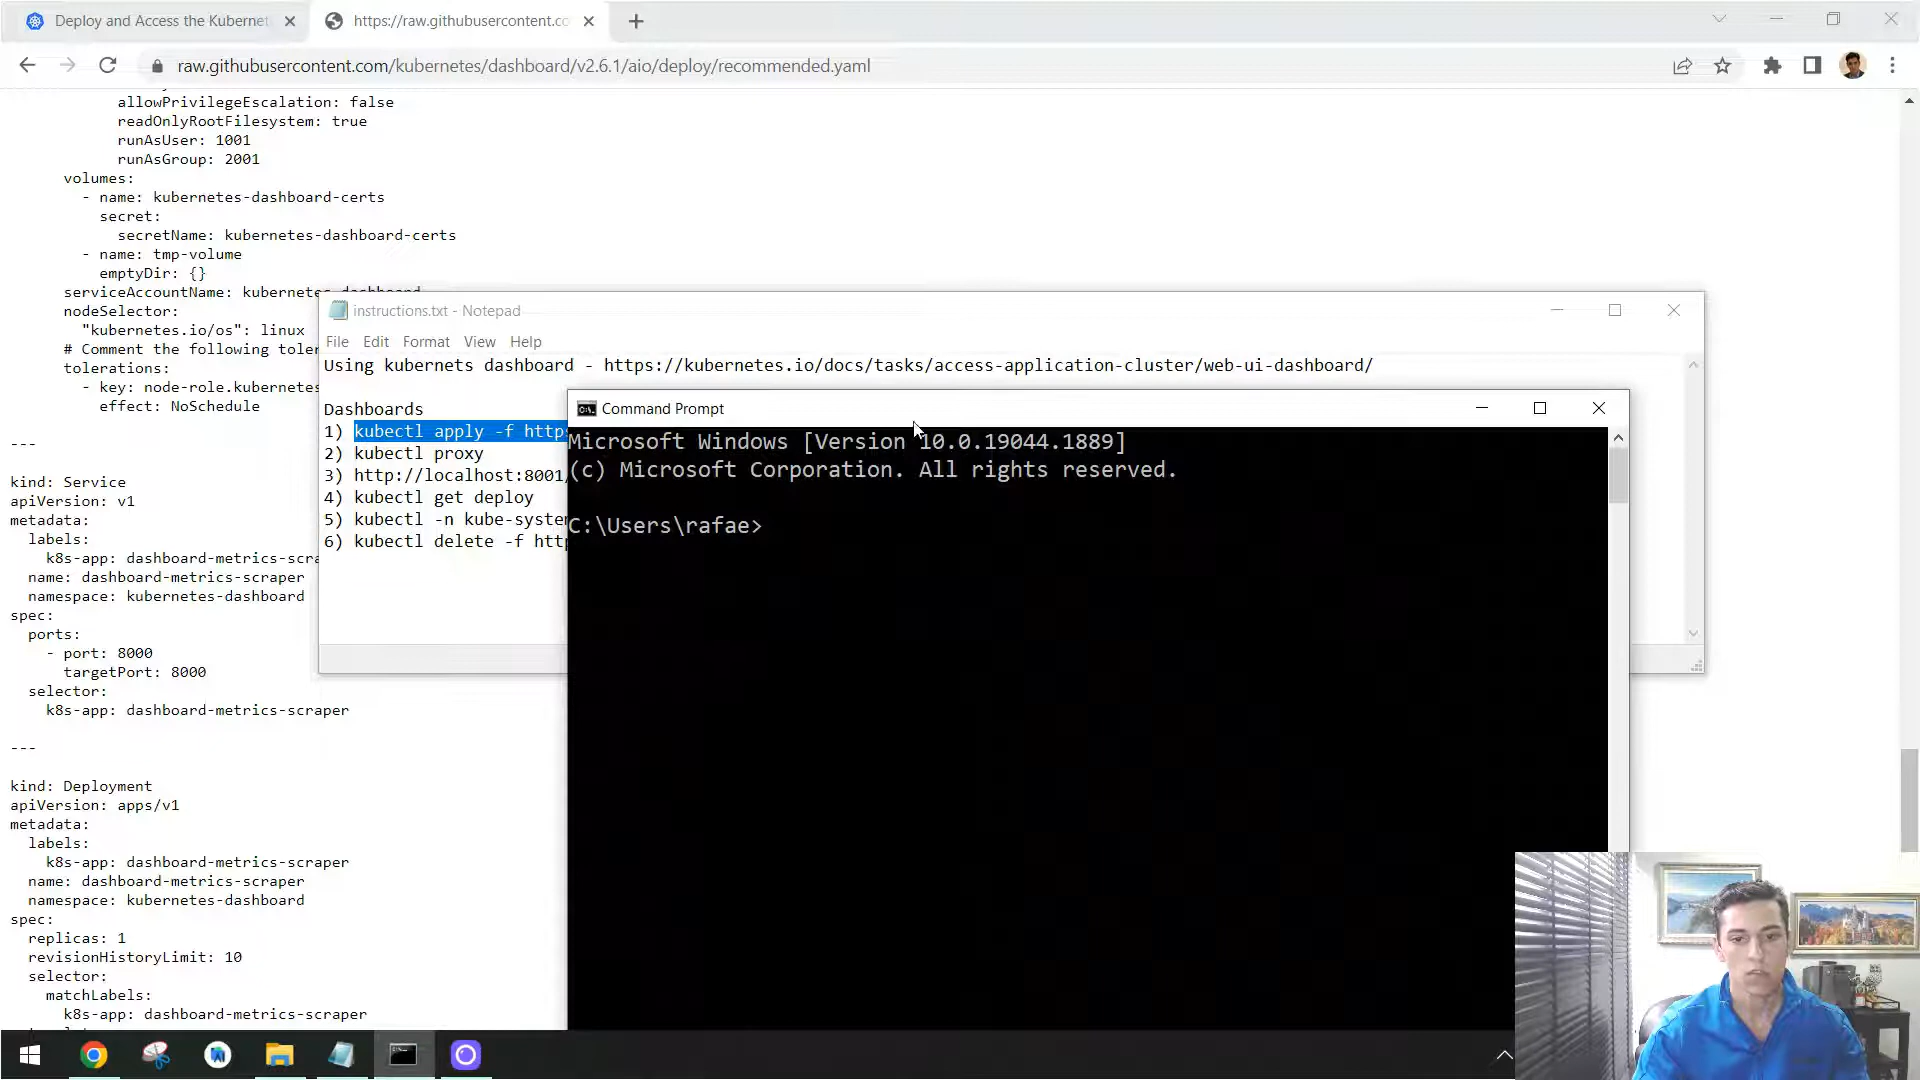 Deploy and Access the Kubernet
https://raw.githubusercontent.co
raw.githubusercontent.com/kubernetes/dashboard/v2.6.1/aio/deploy/recommended.yaml
allowPrivilegeEscalation: false
readOnlyRootFilesystem: true
runAsUser: 1001
runAsGroup: 2001
volumes:
- name: kubernetes-dashboard-certs
secret:
secretName: kubernetes-dashboard-certs
- name: tmp-volume
emptyDir: {}
serviceAccountName: kubernetes-dashboard
nodeSelector:
"kubernetes.io/os": linux
# Comment the following toler
tolerations:
- key: node-role.kubernetes
effect: NoSchedule
---
kind: Service
apiVersion: v1
metadata:
labels:
k8s-app: dashboard-metrics-scra
name: dashboard-metrics-scraper
namespace: kubernetes-dashboard
spec:
ports:
- port: 8000
targetPort: 8000
selector:
k8s-app: dashboard-metrics-scraper
---
kind: Deployment
apiVersion: apps/v1
metadata:
labels:
k8s-app: dashboard-metrics-scraper
name: dashboard-metrics-scraper
namespace: kubernetes-dashboard
spec:
replicas: 1
revisionHistoryLimit: 10
selector:
matchLabels:
k8s-app: dashboard-metrics-scraper
instructions.txt - Notepad
File Edit Format View Help
Using kubernets dashboard - https://kubernetes.io/docs/tasks/access-application-cluster/web-ui-dashboard/
Dashboards
1) kubectl apply -f https
2) kubectl proxy
3) http://localhost:8001/
4) kubectl get deploy
5) kubectl -n kube-system
6) kubectl delete -f http
Command Prompt
Microsoft Windows [Version 10.0.19044.1889]
(c) Microsoft Corporation. All rights reserved.
C:\Users\rafae>